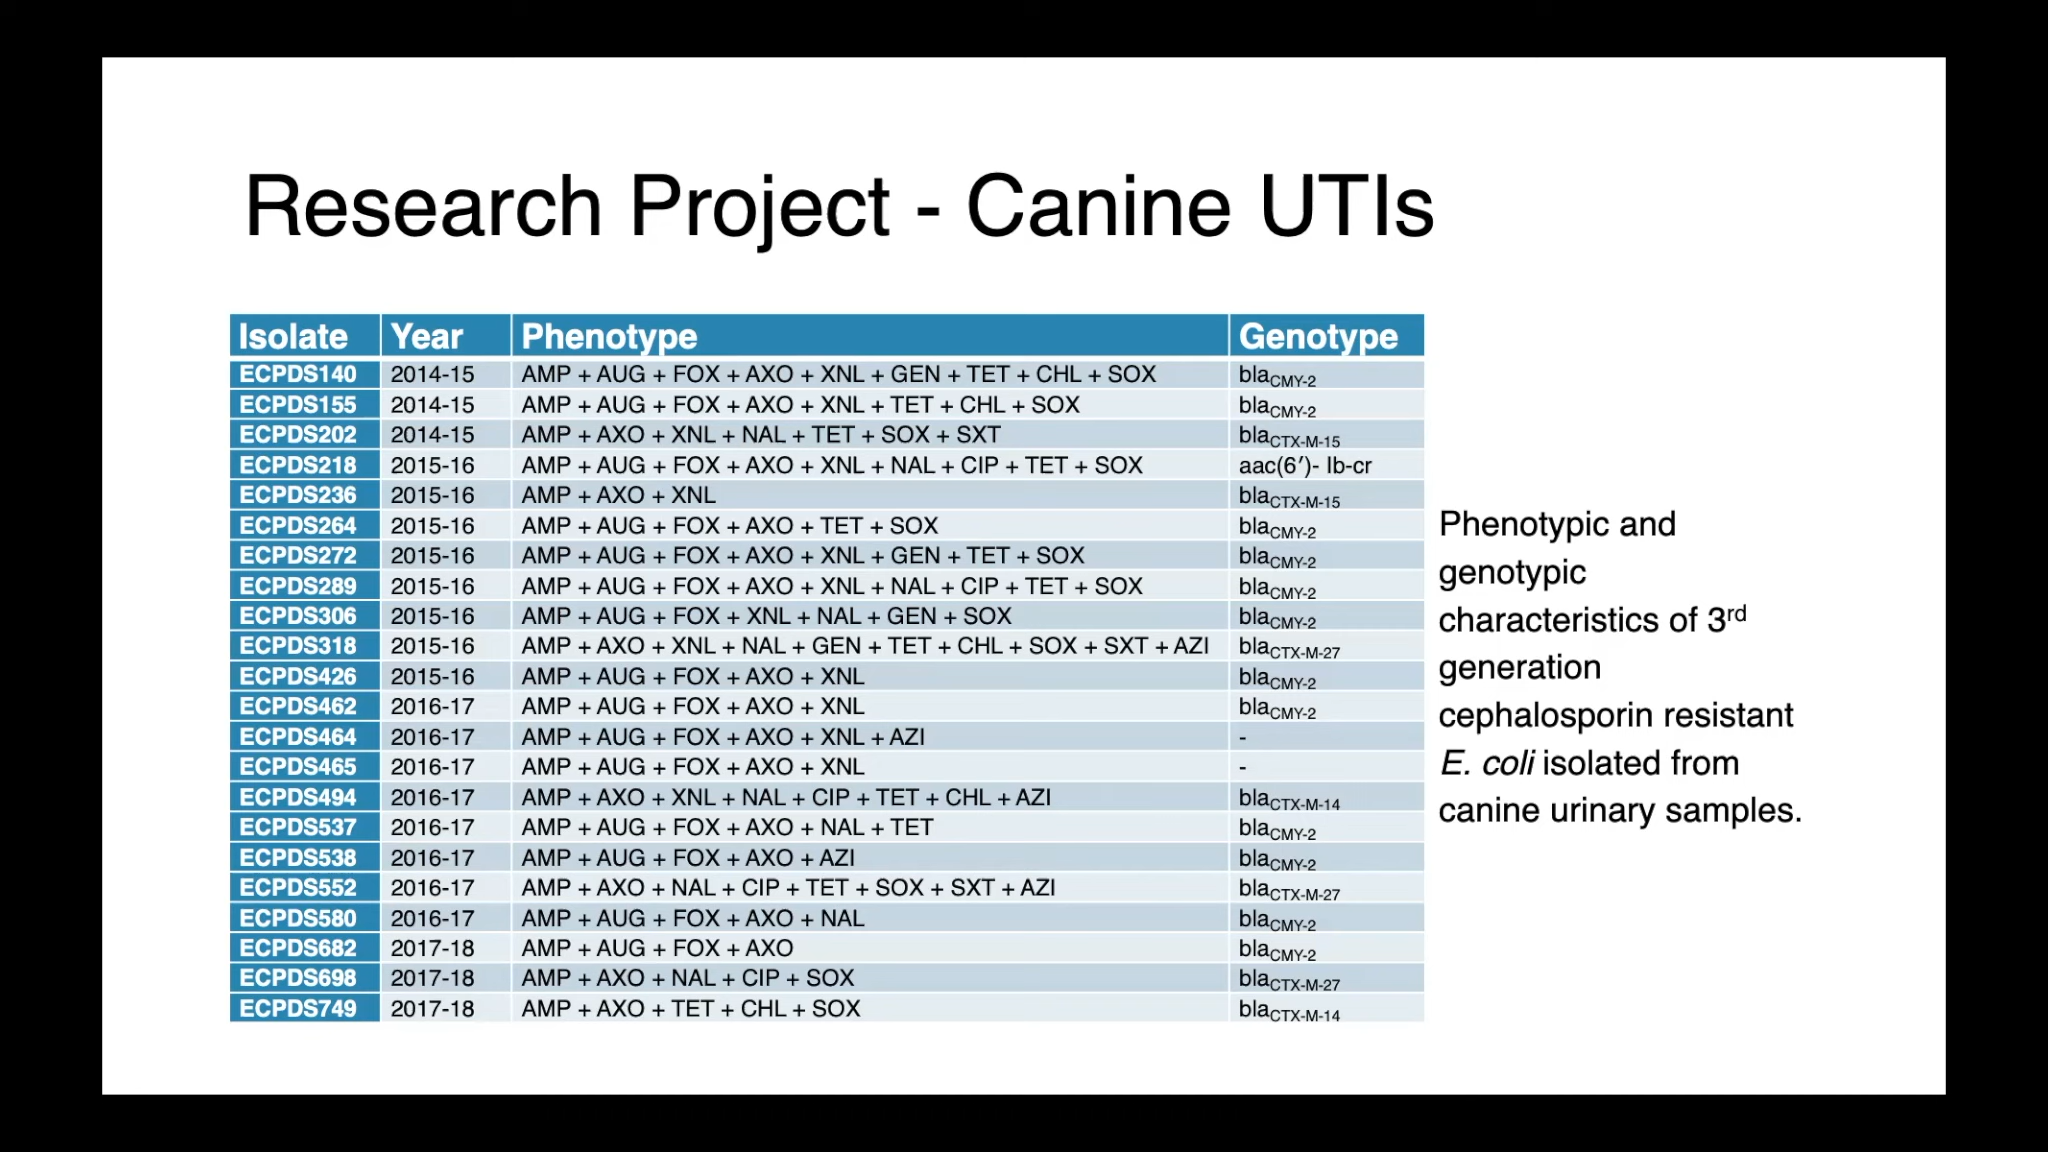 Research Project - Canine UTIs
Isolate Year Phenotype Genotype
ECPDS140 2014-15 AMP + AUG + FOX + AXO + XNL + GEN + TET + CHL + SOX blaCMY-2
ECPDS155 2014-15 AMP + AUG + FOX + AXO + XNL + TET + CHL + SOX blaCMY-2
ECPDS202 2014-15 AMP + AXO + XNL + NAL + TET + SOX + SXT blaCTX-M-15
ECPDS218 2015-16 AMP + AUG + FOX + AXO + XNL + NAL + CIP + TET + SOX aac(6′)- Ib-cr
ECPDS236 2015-16 AMP + AXO + XNL blaCTX-M-15
ECPDS264 2015-16 AMP + AUG + FOX + AXO + TET + SOX blaCMY-2
ECPDS272 2015-16 AMP + AUG + FOX + AXO + XNL + GEN + TET + SOX blaCMY-2
ECPDS289 2015-16 AMP + AUG + FOX + AXO + XNL + NAL + CIP + TET + SOX blaCMY-2
ECPDS306 2015-16 AMP + AUG + FOX + XNL + NAL + GEN + SOX blaCMY-2
ECPDS318 2015-16 AMP + AXO + XNL + NAL + GEN + TET + CHL + SOX + SXT + AZI blaCTX-M-27
ECPDS426 2015-16 AMP + AUG + FOX + AXO + XNL blaCMY-2
ECPDS462 2016-17 AMP + AUG + FOX + AXO + XNL blaCMY-2
ECPDS464 2016-17 AMP + AUG + FOX + AXO + XNL + AZI -
ECPDS465 2016-17 AMP + AUG + FOX + AXO + XNL -
ECPDS494 2016-17 AMP + AXO + XNL + NAL + CIP + TET + CHL + AZI blaCTX-M-14
ECPDS537 2016-17 AMP + AUG + FOX + AXO + NAL + TET blaCMY-2
ECPDS538 2016-17 AMP + AUG + FOX + AXO + AZI blaCMY-2
ECPDS552 2016-17 AMP + AXO + NAL + CIP + TET + SOX + SXT + AZI blaCTX-M-27
ECPDS580 2016-17 AMP + AUG + FOX + AXO + NAL blaCMY-2
ECPDS682 2017-18 AMP + AUG + FOX + AXO blaCMY-2
ECPDS698 2017-18 AMP + AXO + NAL + CIP + SOX blaCTX-M-27
ECPDS749 2017-18 AMP + AXO + TET + CHL + SOX blaCTX-M-14
Phenotypic and
genotypic
characteristics of 3rd
generation
cephalosporin resistant
E. coli isolated from
canine urinary samples.